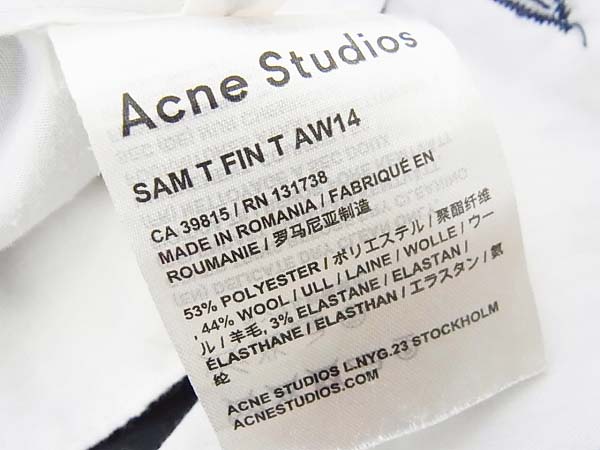 Acne Studios
SAM T FIN T AW14
CA 39815 / RN 131738
MADE IN ROMANIA / FABRIQUÉ EN
ROUMANIE / 罗马尼亚制造
53% POLYESTER / ポリエステル / 聚酯纤维
, 44% WOOL / ULL / LAINE / WOLLE / ウー
ル / 羊毛, 3% ELASTANE / ELASTAN /
ÉLASTHANE / ELASTHAN / エラスタン / 氨
纶
ACNE STUDIOS L.NYG.23 STOCKHOLM
ACNESTUDIOS.COM